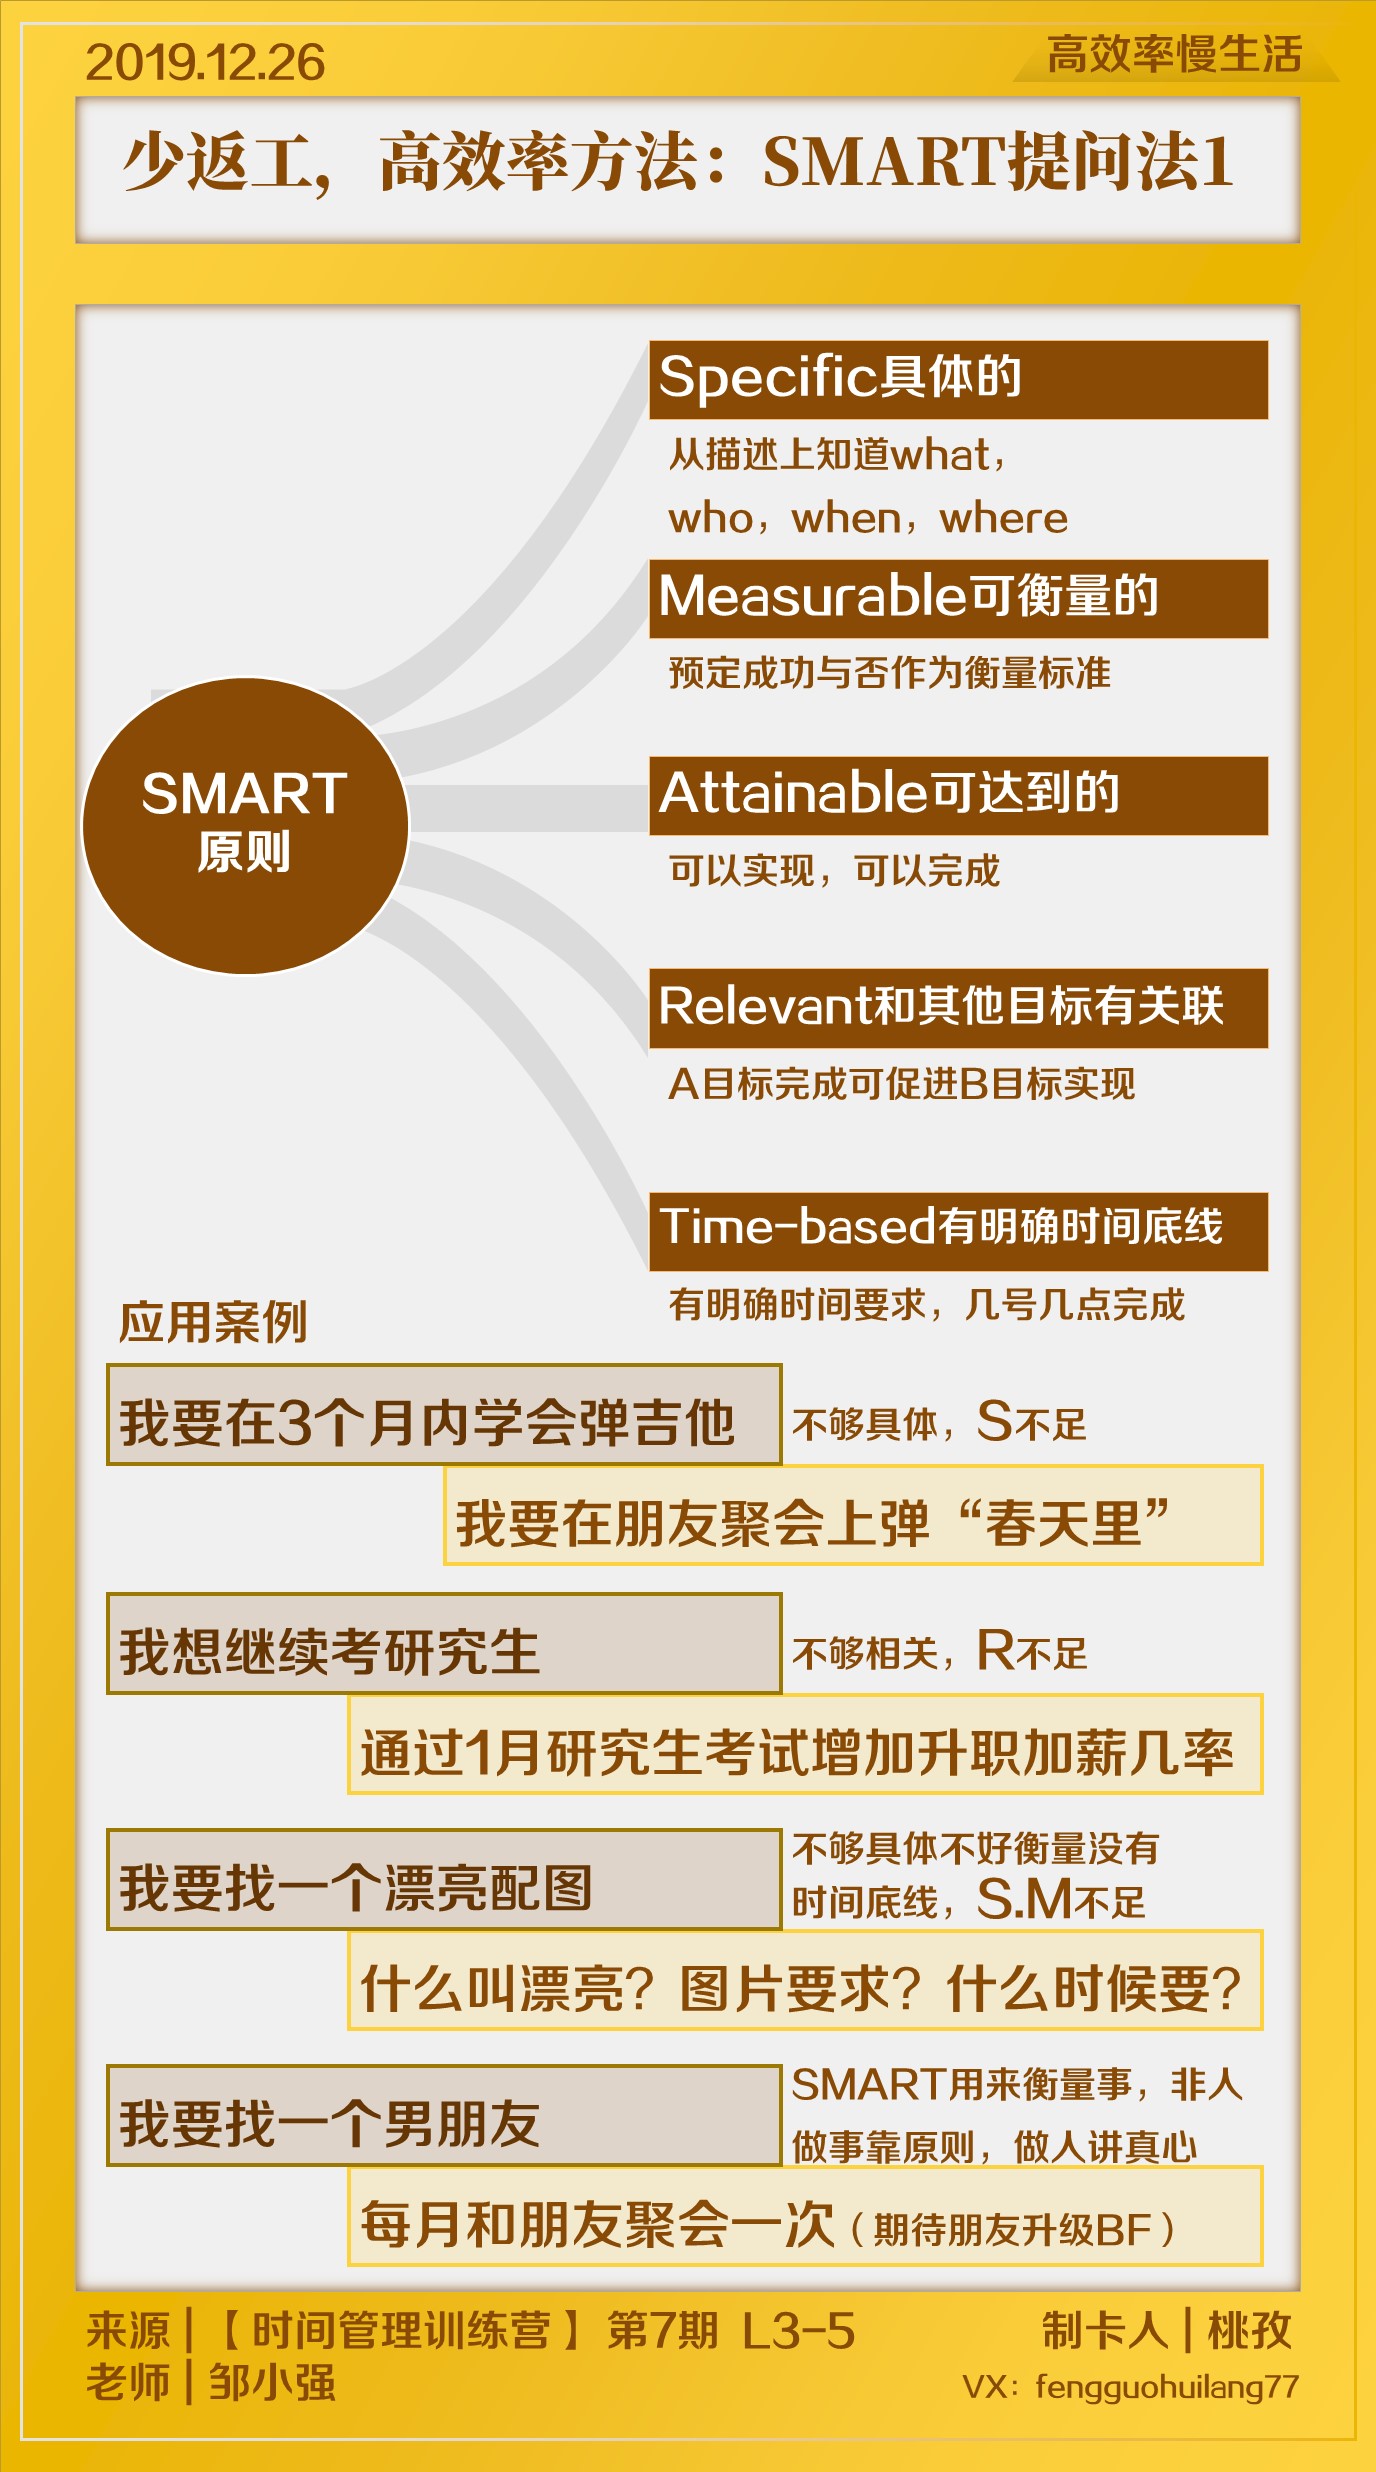 2019.12.26
高效率慢生活
少返工，高效率方法：SMART提问法1
SMART
原则
Specific具体的
从描述上知道what，
who，when，where
Measurable可衡量的
预定成功与否作为衡量标准
Attainable可达到的
可以实现，可以完成
Relevant和其他目标有关联
A目标完成可促进B目标实现
Time-based有明确时间底线
有明确时间要求，几号几点完成
应用案例
我要在3个月内学会弹吉他
不够具体，S不足
我要在朋友聚会上弹“春天里”
我想继续考研究生
不够相关，R不足
通过1月研究生考试增加升职加薪几率
我要找一个漂亮配图
不够具体不好衡量没有
时间底线，S.M不足
什么叫漂亮？图片要求？什么时候要？
我要找一个男朋友
SMART用来衡量事，非人
做事靠原则，做人讲真心
每月和朋友聚会一次（期待朋友升级BF）
来源|【时间管理训练营】第7期 L3-5
老师|邹小强
制卡人|桃孜
VX：fengguohuilang77